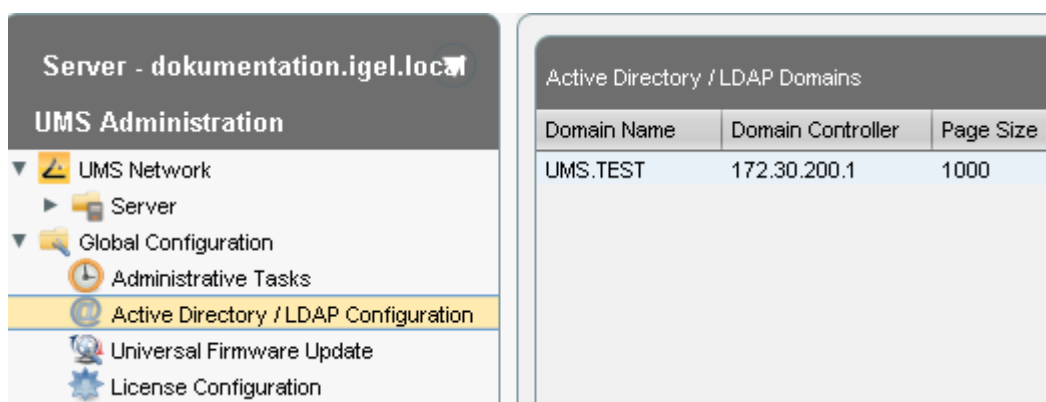 Server - dokumentation.igel.local
UMS Administration
UMS Network
Server
Global Configuration
Administrative Tasks
Active Directory / LDAP Configuration
Universal Firmware Update
License Configuration
Active Directory / LDAP Domains
Domain Name Domain Controller Page Size
UMS.TEST 172.30.200.1 1000